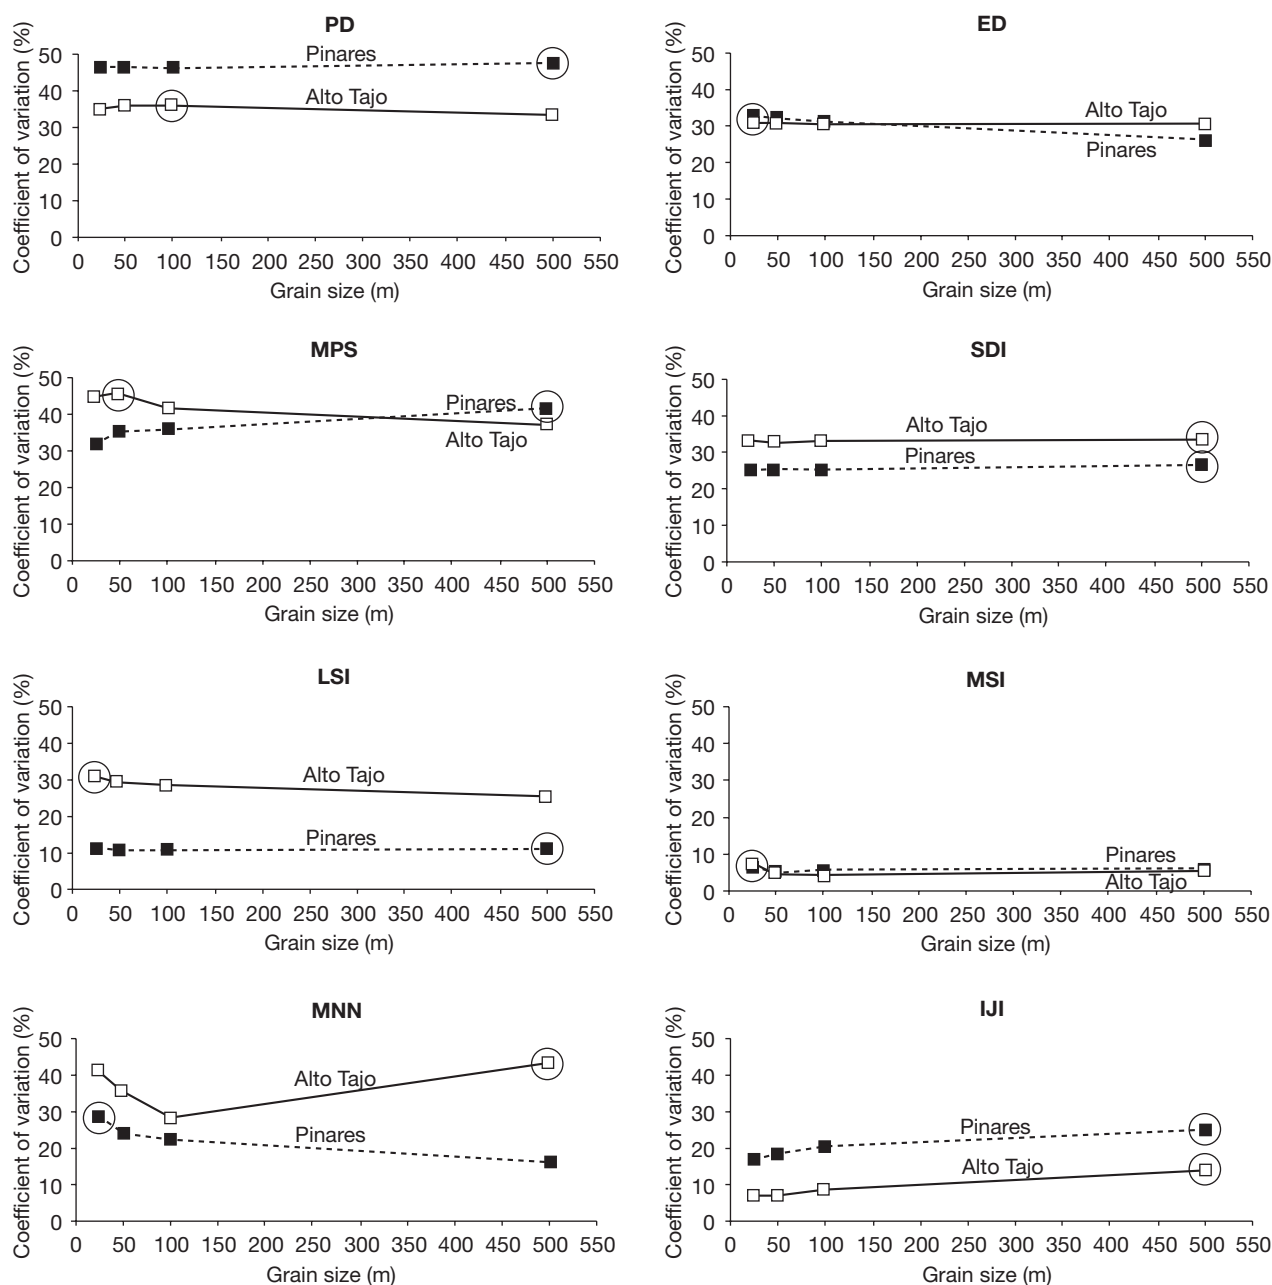 PD
Coefficient of variation (%)
50
40
30
20
10
0
Pinares
Alto Tajo
0 50 100 150 200 250 300 350 400 450 500 550
Grain size (m)
ED
Coefficient of variation (%)
50
40
30
20
10
0
Alto Tajo
Pinares
0 50 100 150 200 250 300 350 400 450 500 550
Grain size (m)
MPS
Coefficient of variation (%)
50
40
30
20
10
0
Pinares
Alto Tajo
0 50 100 150 200 250 300 350 400 450 500 550
Grain size (m)
SDI
Coefficient of variation (%)
50
40
30
20
10
0
Alto Tajo
Pinares
0 50 100 150 200 250 300 350 400 450 500 550
Grain size (m)
LSI
Coefficient of variation (%)
50
40
30
20
10
0
Alto Tajo
Pinares
0 50 100 150 200 250 300 350 400 450 500 550
Grain size (m)
MSI
Coefficient of variation (%)
50
40
30
20
10
0
Pinares
Alto Tajo
0 50 100 150 200 250 300 350 400 450 500 550
Grain size (m)
MNN
Coefficient of variation (%)
50
40
30
20
10
0
Alto Tajo
Pinares
0 50 100 150 200 250 300 350 400 450 500 550
Grain size (m)
IJI
Coefficient of variation (%)
50
40
30
20
10
0
Pinares
Alto Tajo
0 50 100 150 200 250 300 350 400 450 500 550
Grain size (m)